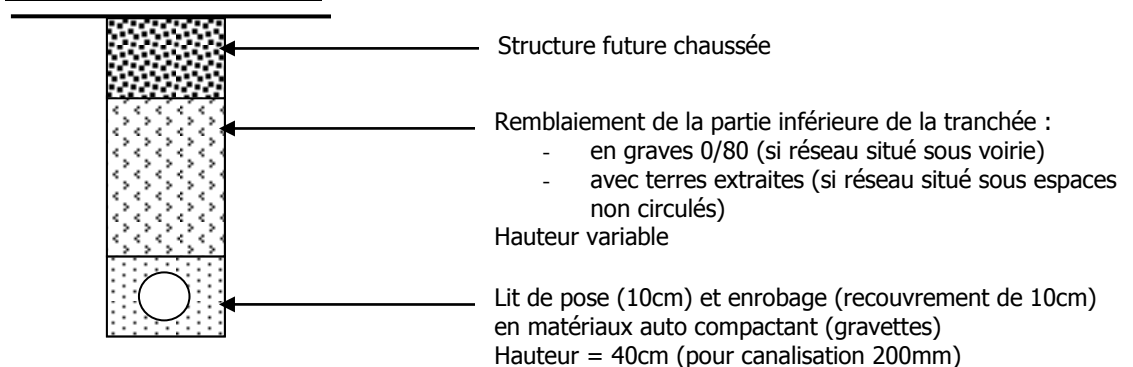 Structure future chaussée
Remblaiement de la partie inférieure de la tranchée :
- en graves 0/80 (si réseau situé sous voirie)
- avec terres extraites (si réseau situé sous espaces
non circulés)
Hauteur variable
Lit de pose (10cm) et enrobage (recouvrement de 10cm)
en matériaux auto compactant (gravettes)
Hauteur = 40cm (pour canalisation 200mm)